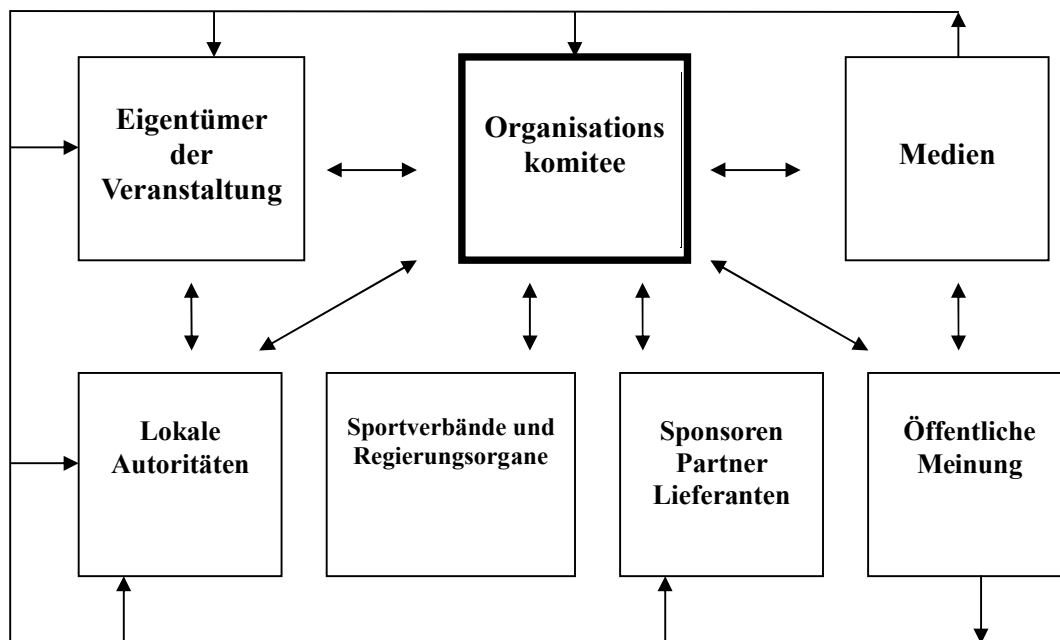 Eigentümer
der
Veranstaltung
Organisations
komitee
Medien
Lokale
Autoritäten
Sportverbände und
Regierungsorgane
Sponsoren
Partner
Lieferanten
Öffentliche
Meinung